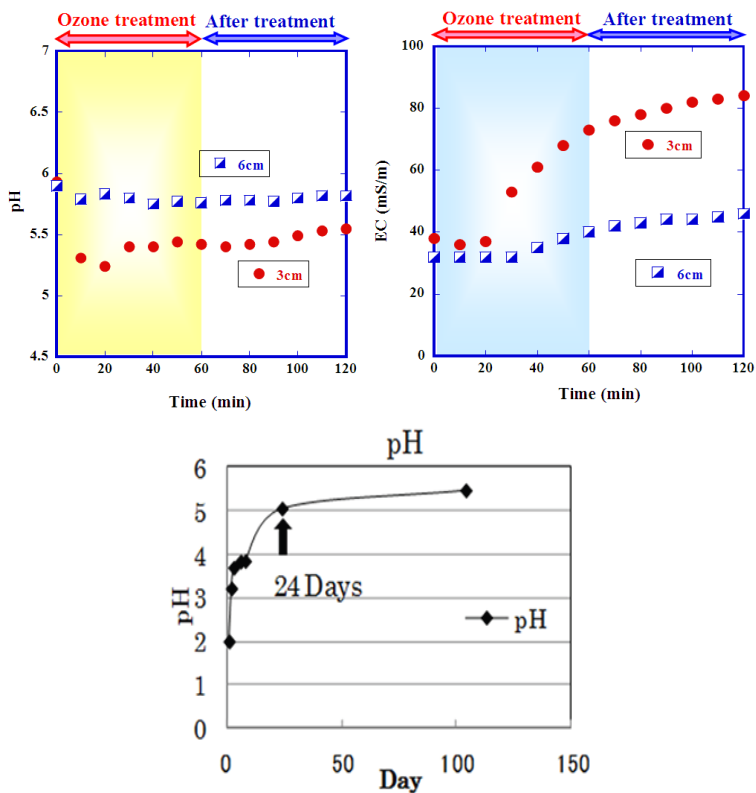 Ozone treatment After treatment
7
6.5
6
5.5
5
4.5
pH
6cm
3cm
0 20 40 60 80 100 120
Time (min)
Ozone treatment After treatment
100
80
60
40
20
0
EC (mS/m)
3cm
6cm
0 20 40 60 80 100 120
Time (min)
pH
6
5
4
3
2
1
0
pH
24 Days
pH
0 50 100 150
Day